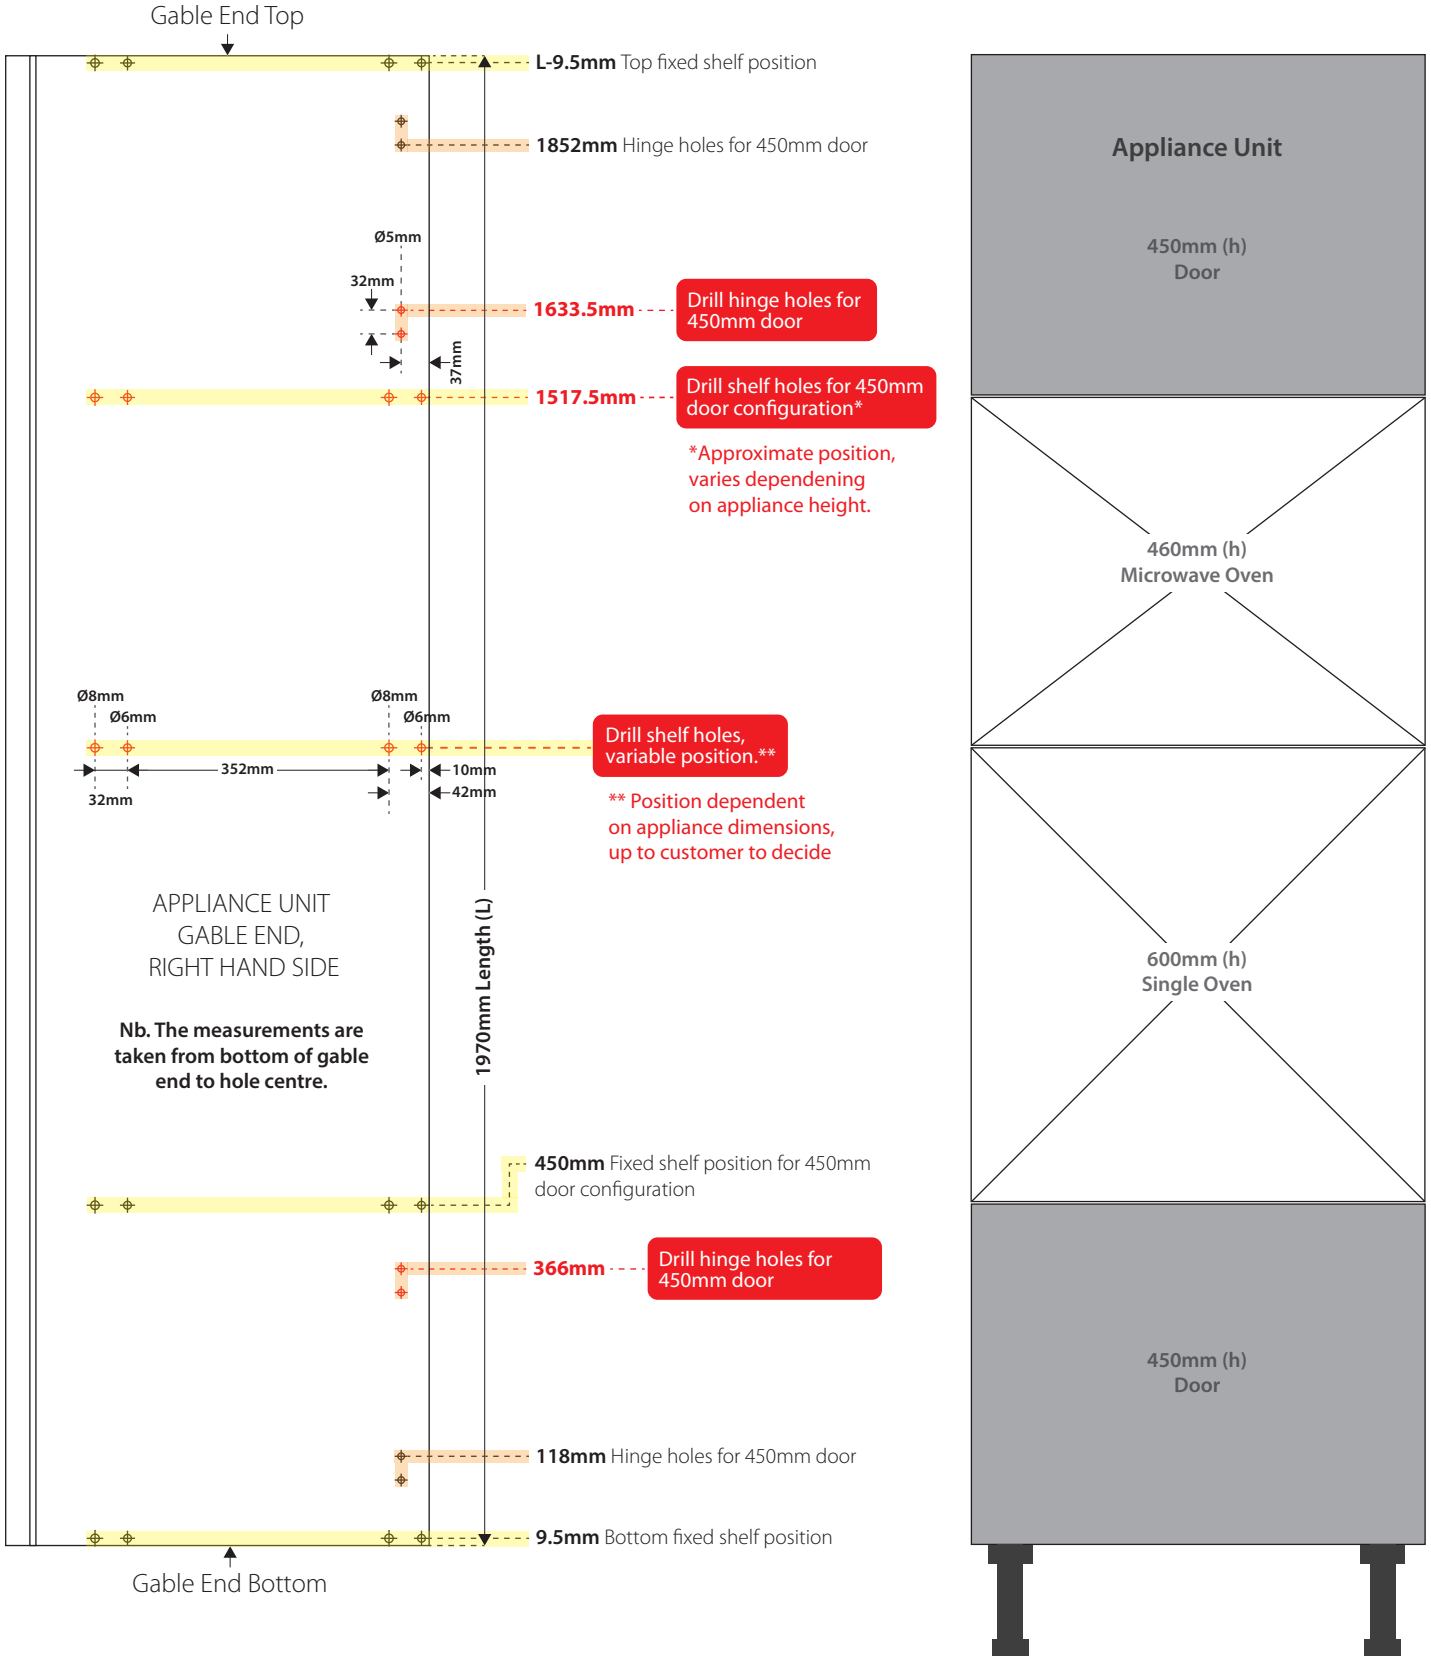 Gable End Top
L-9.5mm Top fixed shelf position
1852mm Hinge holes for 450mm door
Ø5mm
32mm
1633.5mm
Drill hinge holes for
450mm door
37mm
1517.5mm
Drill shelf holes for 450mm
door configuration*
*Approximate position,
varies dependening
on appliance height.
Ø8mm
Ø6mm
Ø8mm
Ø6mm
Drill shelf holes,
variable position.**
352mm
10mm
32mm
42mm
** Position dependent
on appliance dimensions,
up to customer to decide
APPLIANCE UNIT
GABLE END,
RIGHT HAND SIDE
1970mm Length (L)
Nb. The measurements are
taken from bottom of gable
end to hole centre.
450mm Fixed shelf position for 450mm
door configuration
366mm
Drill hinge holes for
450mm door
118mm Hinge holes for 450mm door
9.5mm Bottom fixed shelf position
Gable End Bottom
Appliance Unit
450mm (h)
Door
460mm (h)
Microwave Oven
600mm (h)
Single Oven
450mm (h)
Door